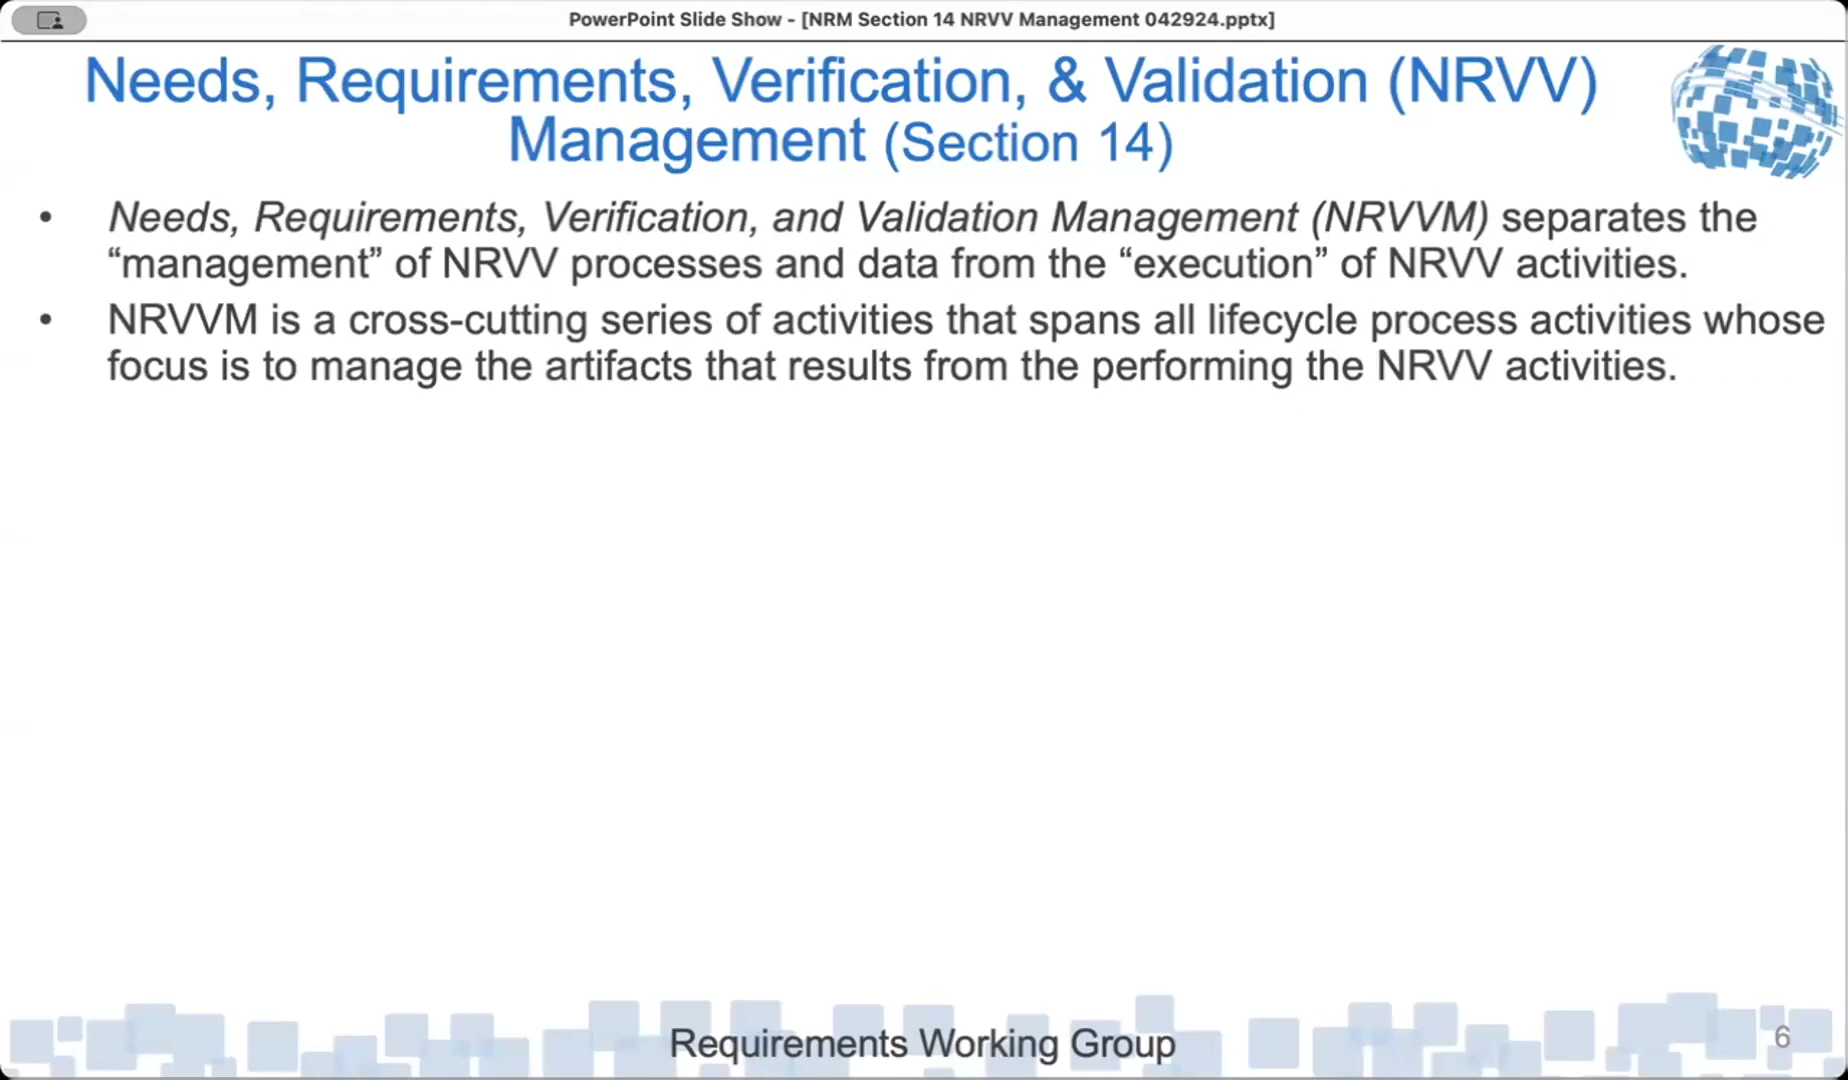 PowerPoint Slide Show - [NRM Section 14 NRVV Management 042924.pptx]
Needs, Requirements, Verification, & Validation (NRVV)
Management (Section 14)
• Needs, Requirements, Verification, and Validation Management (NRVVM) separates the
“management” of NRVV processes and data from the “execution” of NRVV activities.
• NRVVM is a cross-cutting series of activities that spans all lifecycle process activities whose
focus is to manage the artifacts that results from the performing the NRVV activities.
Requirements Working Group
6